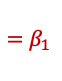 = β₁